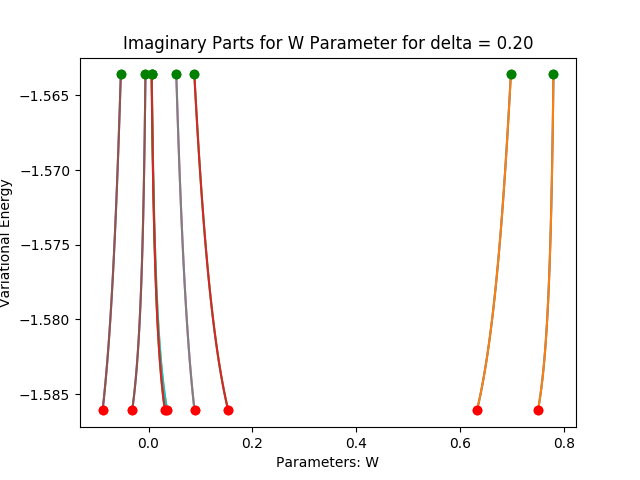 Imaginary Parts for W Parameter for delta = 0.20
Variational Energy
−1.565
−1.570
−1.575
−1.580
−1.585
0.0 0.2 0.4 0.6 0.8
Parameters: W